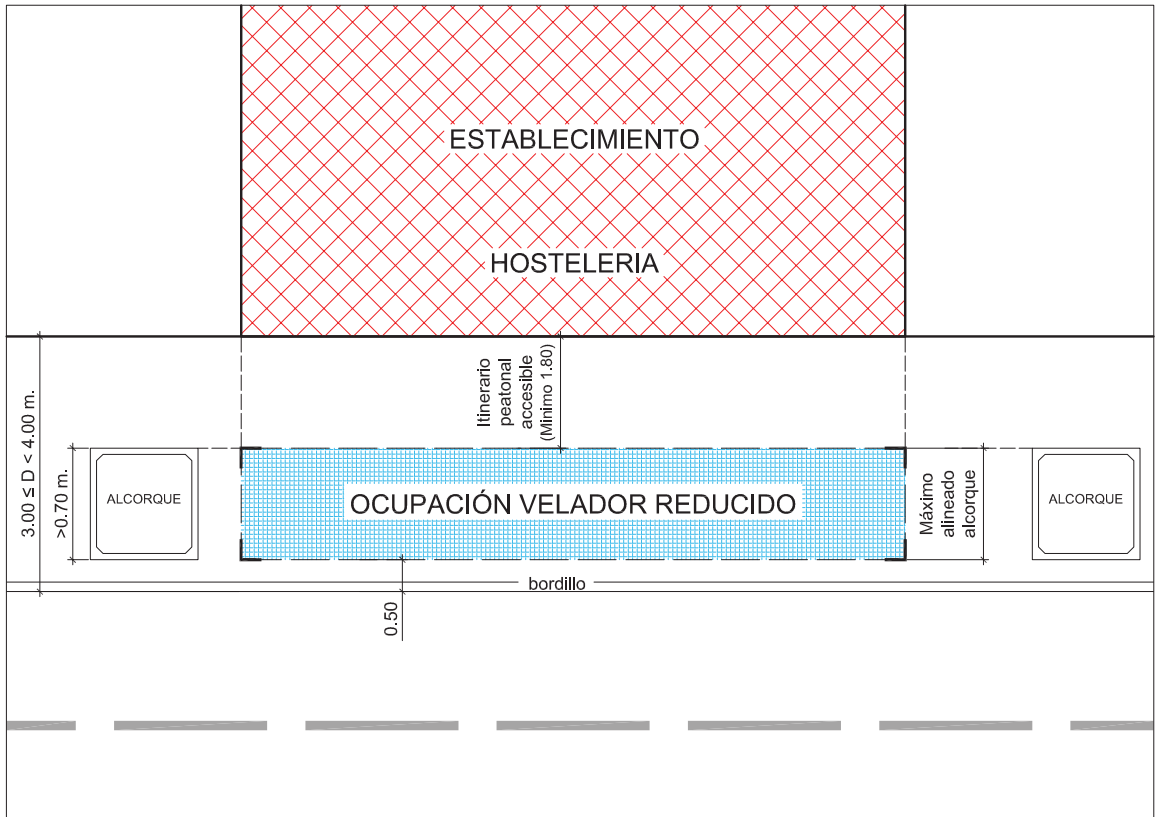 ESTABLECIMIENTO
HOSTELERIA
3.00 ≤ D < 4.00 m.
>0.70 m.
Itinerario
peatonal
accesible
(Mínimo 1.80)
ALCORQUE
OCUPACIÓN VELADOR REDUCIDO
Máximo
alineado
alcorque
ALCORQUE
bordillo
0.50